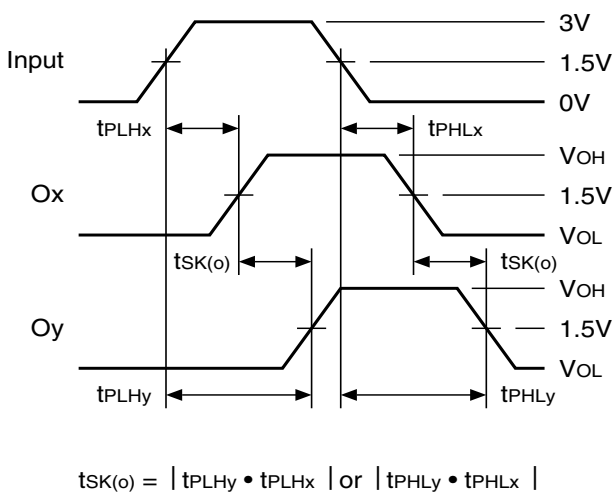 3V
Input
1.5V
0V
tPLHx
tPHLx
VOH
Ox
1.5V
VOL
tSK(o)
tSK(o)
VOH
Oy
1.5V
VOL
tPLHy
tPHLy
tSK(o) = | tPLHy • tPLHx | or | tPHLy • tPHLx |